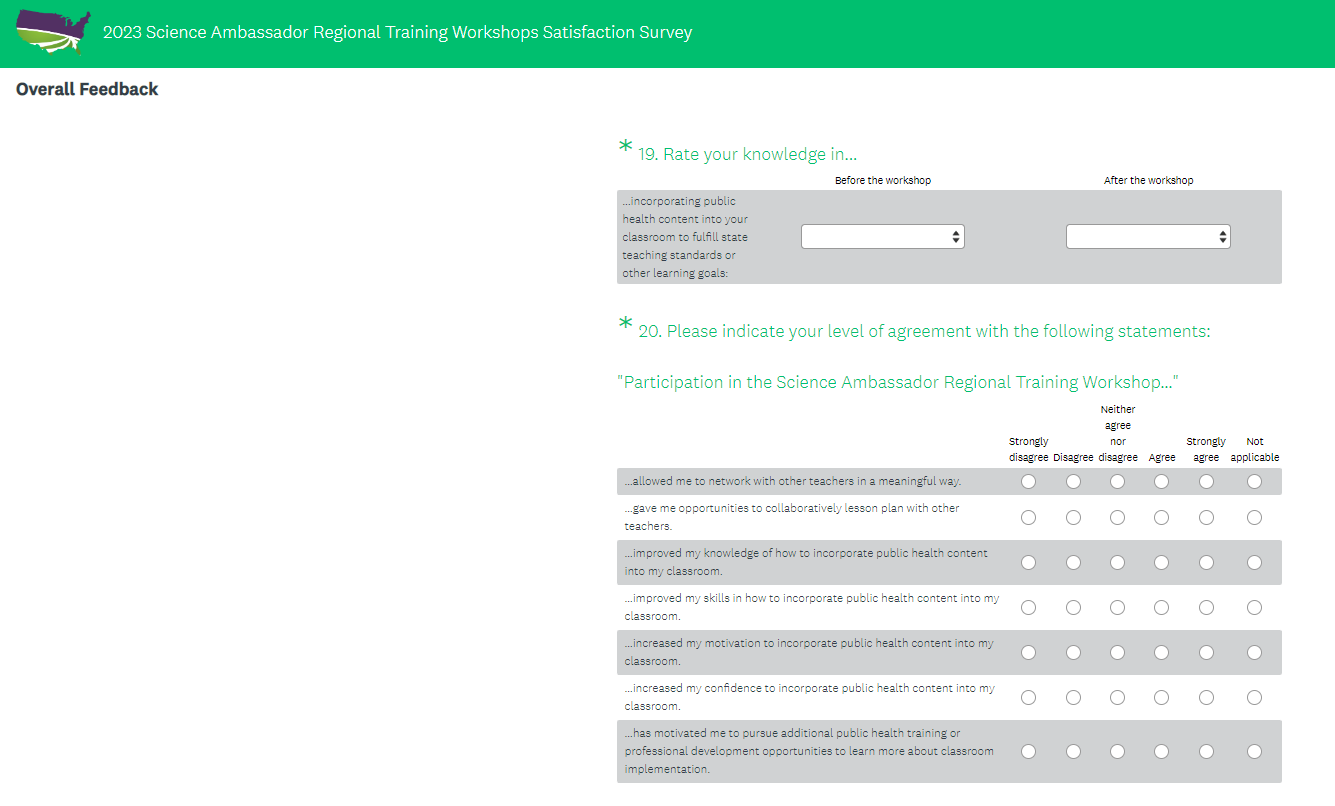 2023 Science Ambassador Regional Training Workshops Satisfaction Survey
Overall Feedback
* 19. Rate your knowledge in...
Before the workshop
After the workshop
...incorporating public
health content into your
classroom to fulfill state
teaching standards or
other learning goals:
* 20. Please indicate your level of agreement with the following statements:
"Participation in the Science Ambassador Regional Training Workshop..."
Strongly disagree
Disagree
Neither agree nor disagree
Agree
Strongly agree
Not applicable
...allowed me to network with other teachers in a meaningful way.
...gave me opportunities to collaboratively lesson plan with other
teachers.
...improved my knowledge of how to incorporate public health content
into my classroom.
...improved my skills in how to incorporate public health content into my
classroom.
...increased my motivation to incorporate public health content into my
classroom.
...increased my confidence to incorporate public health content into my
classroom.
...has motivated me to pursue additional public health training or
professional development opportunities to learn more about classroom
implementation.